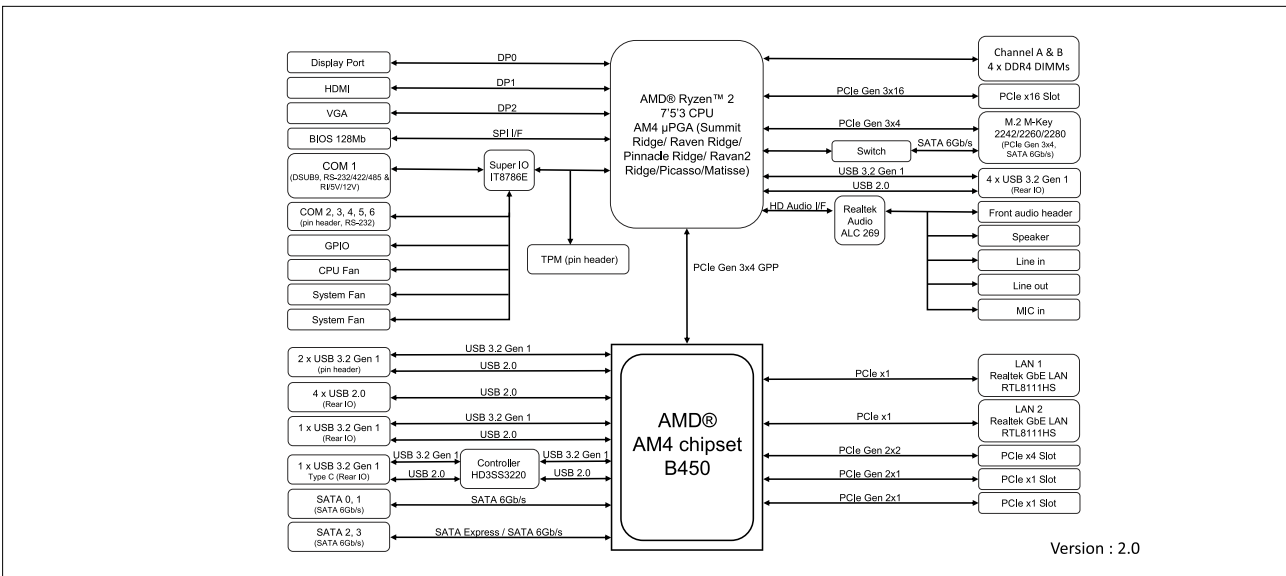 Display Port
DP0
HDMI
DP1
VGA
DP2
BIOS 128Mb
SPI I/F
COM 1
(DSUB9, RS-232/422/485 &
RI/5V/12V)
Super IO
IT8786E
COM 2, 3, 4, 5, 6
(pin header, RS-232)
GPIO
CPU Fan
System Fan
System Fan
TPM (pin header)
AMD® Ryzen™ 2
7’5’3 CPU
AM4 µPGA (Summit
Ridge/ Raven Ridge/
Pinnacle Ridge/ Ravan2
Ridge/Picasso/Matisse)
Channel A & B
4 x DDR4 DIMMs
PCIe Gen 3x16
PCIe x16 Slot
PCIe Gen 3x4
M.2 M-Key
2242/2260/2280
(PCIe Gen 3x4,
SATA 6Gb/s)
Switch
SATA 6Gb/s
USB 3.2 Gen 1
USB 2.0
4 x USB 3.2 Gen 1
(Rear IO)
HD Audio I/F
Realtek
Audio
ALC 269
Front audio header
Speaker
Line in
Line out
MIC in
PCIe Gen 3x4 GPP
2 x USB 3.2 Gen 1
(pin header)
USB 3.2 Gen 1
USB 2.0
4 x USB 2.0
(Rear IO)
USB 2.0
1 x USB 3.2 Gen 1
(Rear IO)
USB 3.2 Gen 1
USB 2.0
1 x USB 3.2 Gen 1
Type C (Rear IO)
USB 3.2 Gen 1
USB 2.0
Controller
HD3SS3220
USB 3.2 Gen 1
USB 2.0
SATA 0, 1
(SATA 6Gb/s)
SATA 6Gb/s
SATA 2, 3
(SATA 6Gb/s)
SATA Express / SATA 6Gb/s
AMD®
AM4 chipset
B450
PCIe x1
LAN 1
Realtek GbE LAN
RTL8111HS
PCIe x1
LAN 2
Realtek GbE LAN
RTL8111HS
PCIe Gen 2x2
PCIe x4 Slot
PCIe Gen 2x1
PCIe x1 Slot
PCIe Gen 2x1
PCIe x1 Slot
Version : 2.0